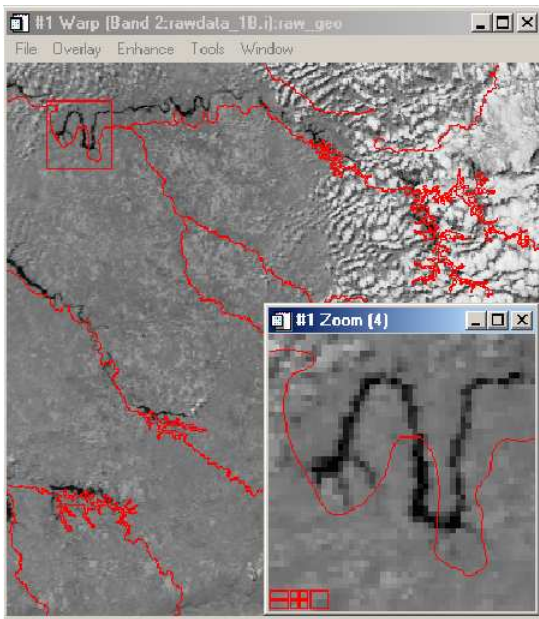 #1 Warp (Band 2:rawdata_1B.i):raw_geo
File Overlay Enhance Tools Window
#1 Zoom (4)